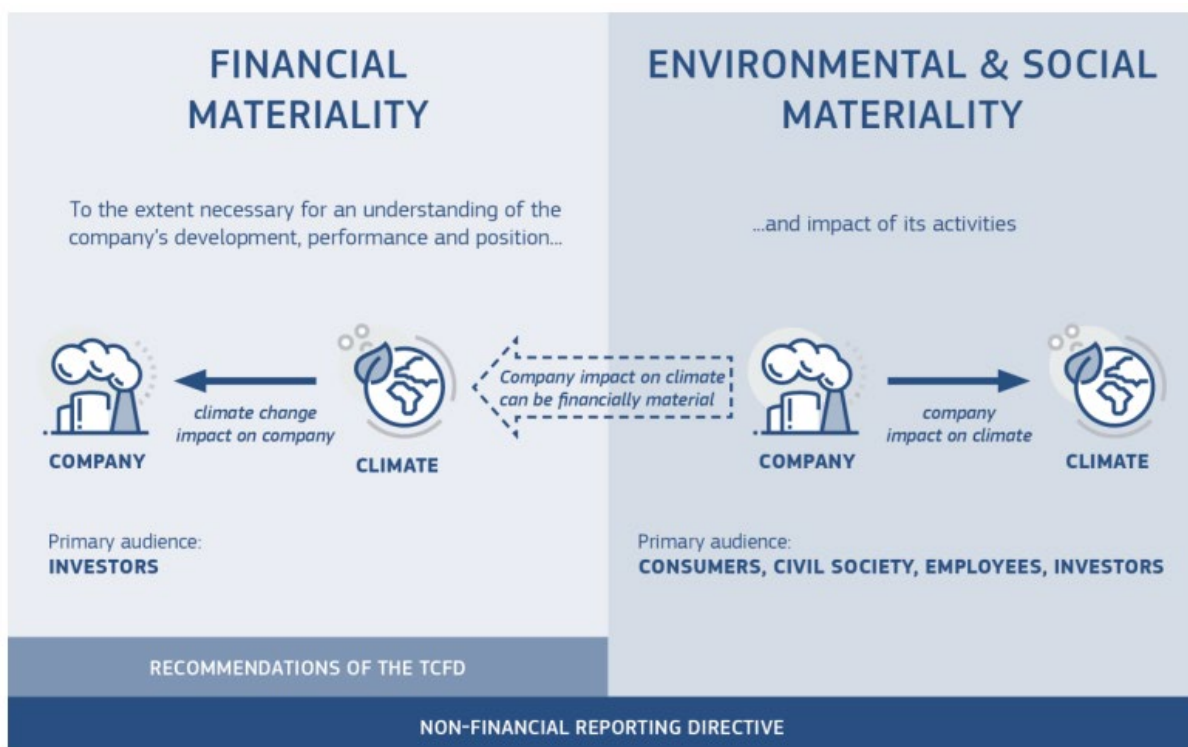 FINANCIAL
MATERIALITY
To the extent necessary for an understanding of the
company's development, performance and position...
climate change
impact on company
COMPANY
CLIMATE
Primary audience:
INVESTORS
RECOMMENDATIONS OF THE TCFD
Company impact on climate
can be financially material
ENVIRONMENTAL & SOCIAL
MATERIALITY
...and impact of its activities
company
impact on climate
COMPANY
CLIMATE
Primary audience:
CONSUMERS, CIVIL SOCIETY, EMPLOYEES, INVESTORS
NON-FINANCIAL REPORTING DIRECTIVE